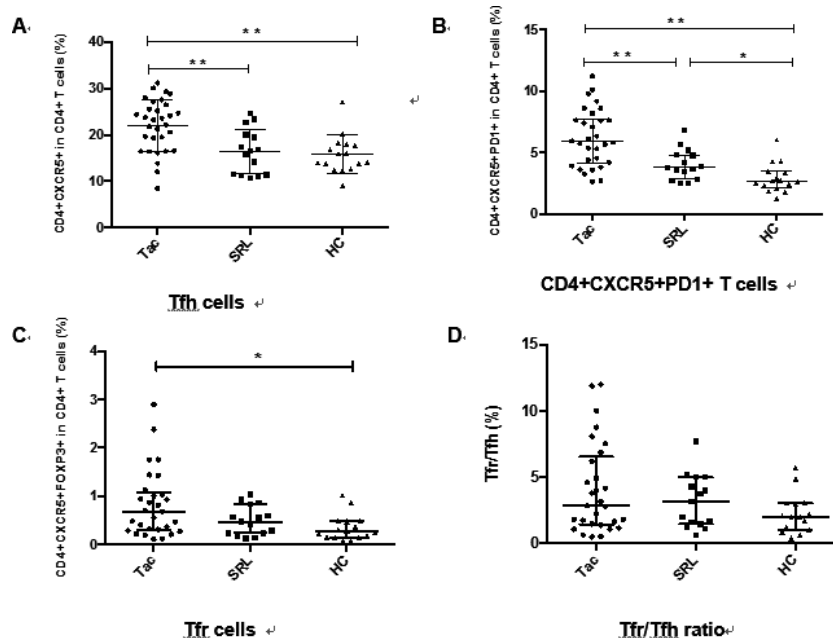 A
CD4+CXCR5+ in CD4+ T cells (%)
40
30
20
10
0
* *
* *
Tac
SRL
HC
Tfh cells
B
CD4+CXCR5+PD1+ in CD4+ T cells (%)
15
10
5
0
* *
* *
*
Tac
SRL
HC
CD4+CXCR5+PD1+ T cells
C
CD4+CXCR5+FOXP3+ in CD4+ T cells (%)
4
3
2
1
0
*
Tac
SRL
HC
Tfr cells
D
Tfr/Tfh (%)
15
10
5
0
Tac
SRL
HC
Tfr/Tfh ratio